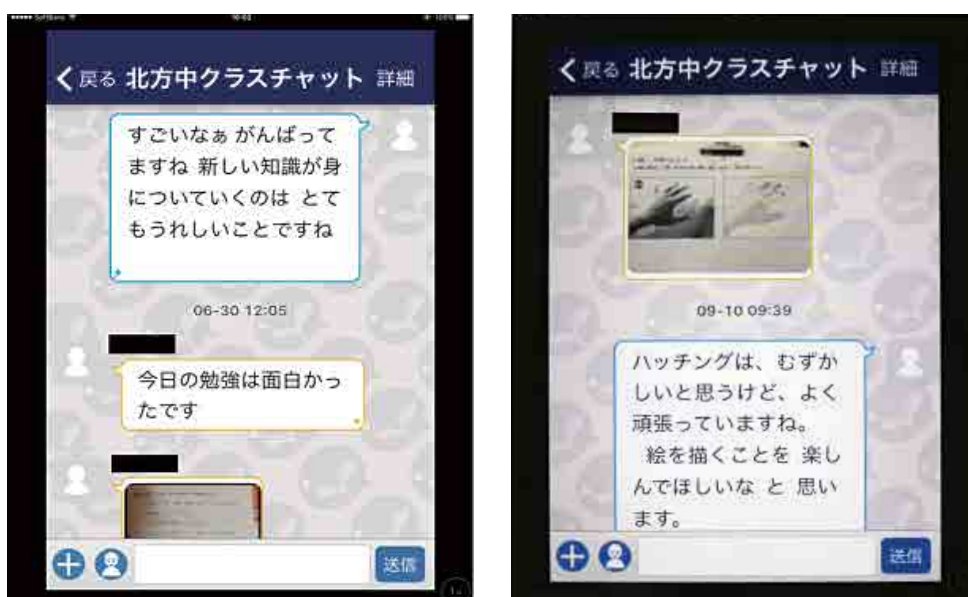 SoftBank
10:02
100%
戻る 北方中クラスチャット 詳細
すごいなぁ がんばって
ますね 新しい知識が身
についていくのは とて
もうれしいことですね
06-30 12:05
今日の勉強は面白かっ
たです
送信
戻る 北方中クラスチャット 詳細
09-10 09:39
ハッチングは、むずか
しいと思うけど、よく
頑張っていますね。
絵を描くことを 楽し
んでほしいな と 思い
ます。
送信